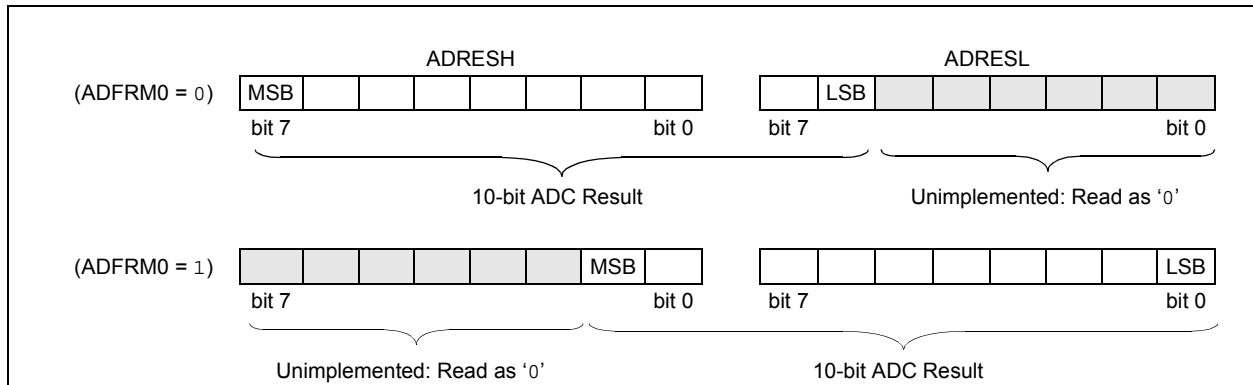 ADRESH ADRESL
(ADFRM0 = 0) MSB LSB
bit 7 bit 0 bit 7 bit 0
10-bit ADC Result Unimplemented: Read as ‘0’
(ADFRM0 = 1) MSB LSB
bit 7 bit 0 bit 7 bit 0
Unimplemented: Read as ‘0’ 10-bit ADC Result